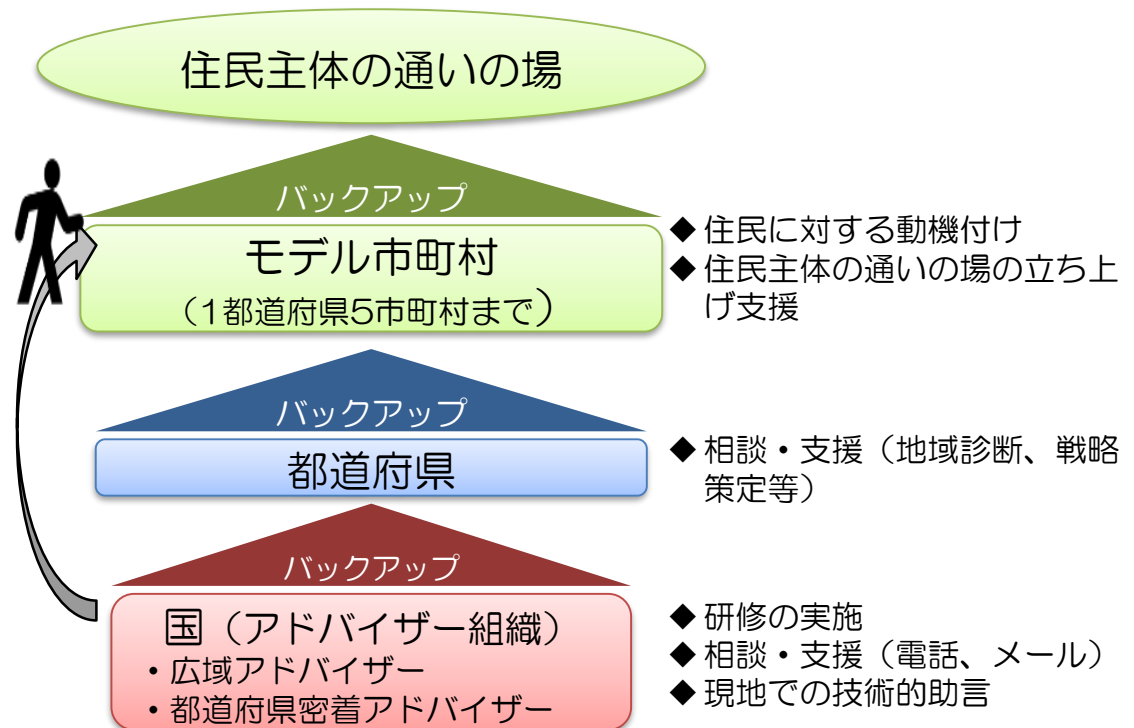 住民主体の通いの場
バックアップ
モデル市町村
（1都道府県5市町村まで）
◆ 住民に対する動機付け
◆ 住民主体の通いの場の立ち上
げ支援
バックアップ
都道府県
◆ 相談・支援（地域診断、戦略
策定等）
バックアップ
国（アドバイザー組織）
・広域アドバイザー
・都道府県密着アドバイザー
◆ 研修の実施
◆ 相談・支援（電話、メール）
◆ 現地での技術的助言